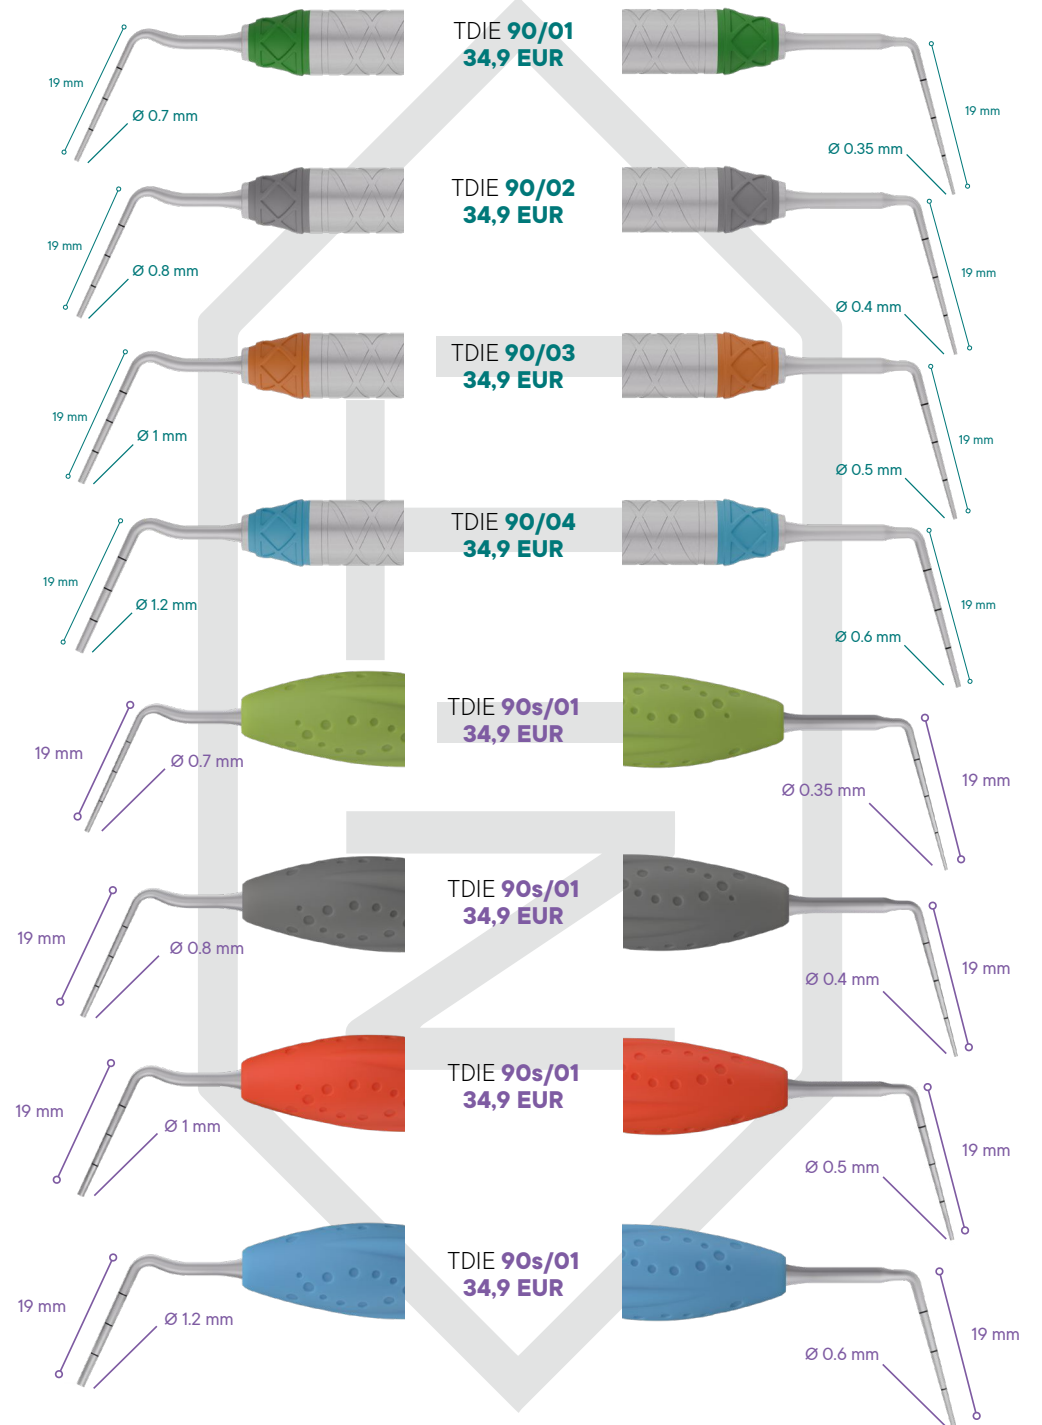 TDIE 90/01
34,9 EUR
19 mm
Ø 0.7 mm
19 mm
Ø 0.35 mm
TDIE 90/02
34,9 EUR
19 mm
Ø 0.8 mm
19 mm
Ø 0.4 mm
TDIE 90/03
34,9 EUR
19 mm
Ø 1 mm
19 mm
Ø 0.5 mm
TDIE 90/04
34,9 EUR
19 mm
Ø 1.2 mm
19 mm
Ø 0.6 mm
TDIE 90s/01
34,9 EUR
19 mm
Ø 0.7 mm
19 mm
Ø 0.35 mm
TDIE 90s/01
34,9 EUR
19 mm
Ø 0.8 mm
19 mm
Ø 0.4 mm
TDIE 90s/01
34,9 EUR
19 mm
Ø 1 mm
19 mm
Ø 0.5 mm
TDIE 90s/01
34,9 EUR
19 mm
Ø 1.2 mm
19 mm
Ø 0.6 mm